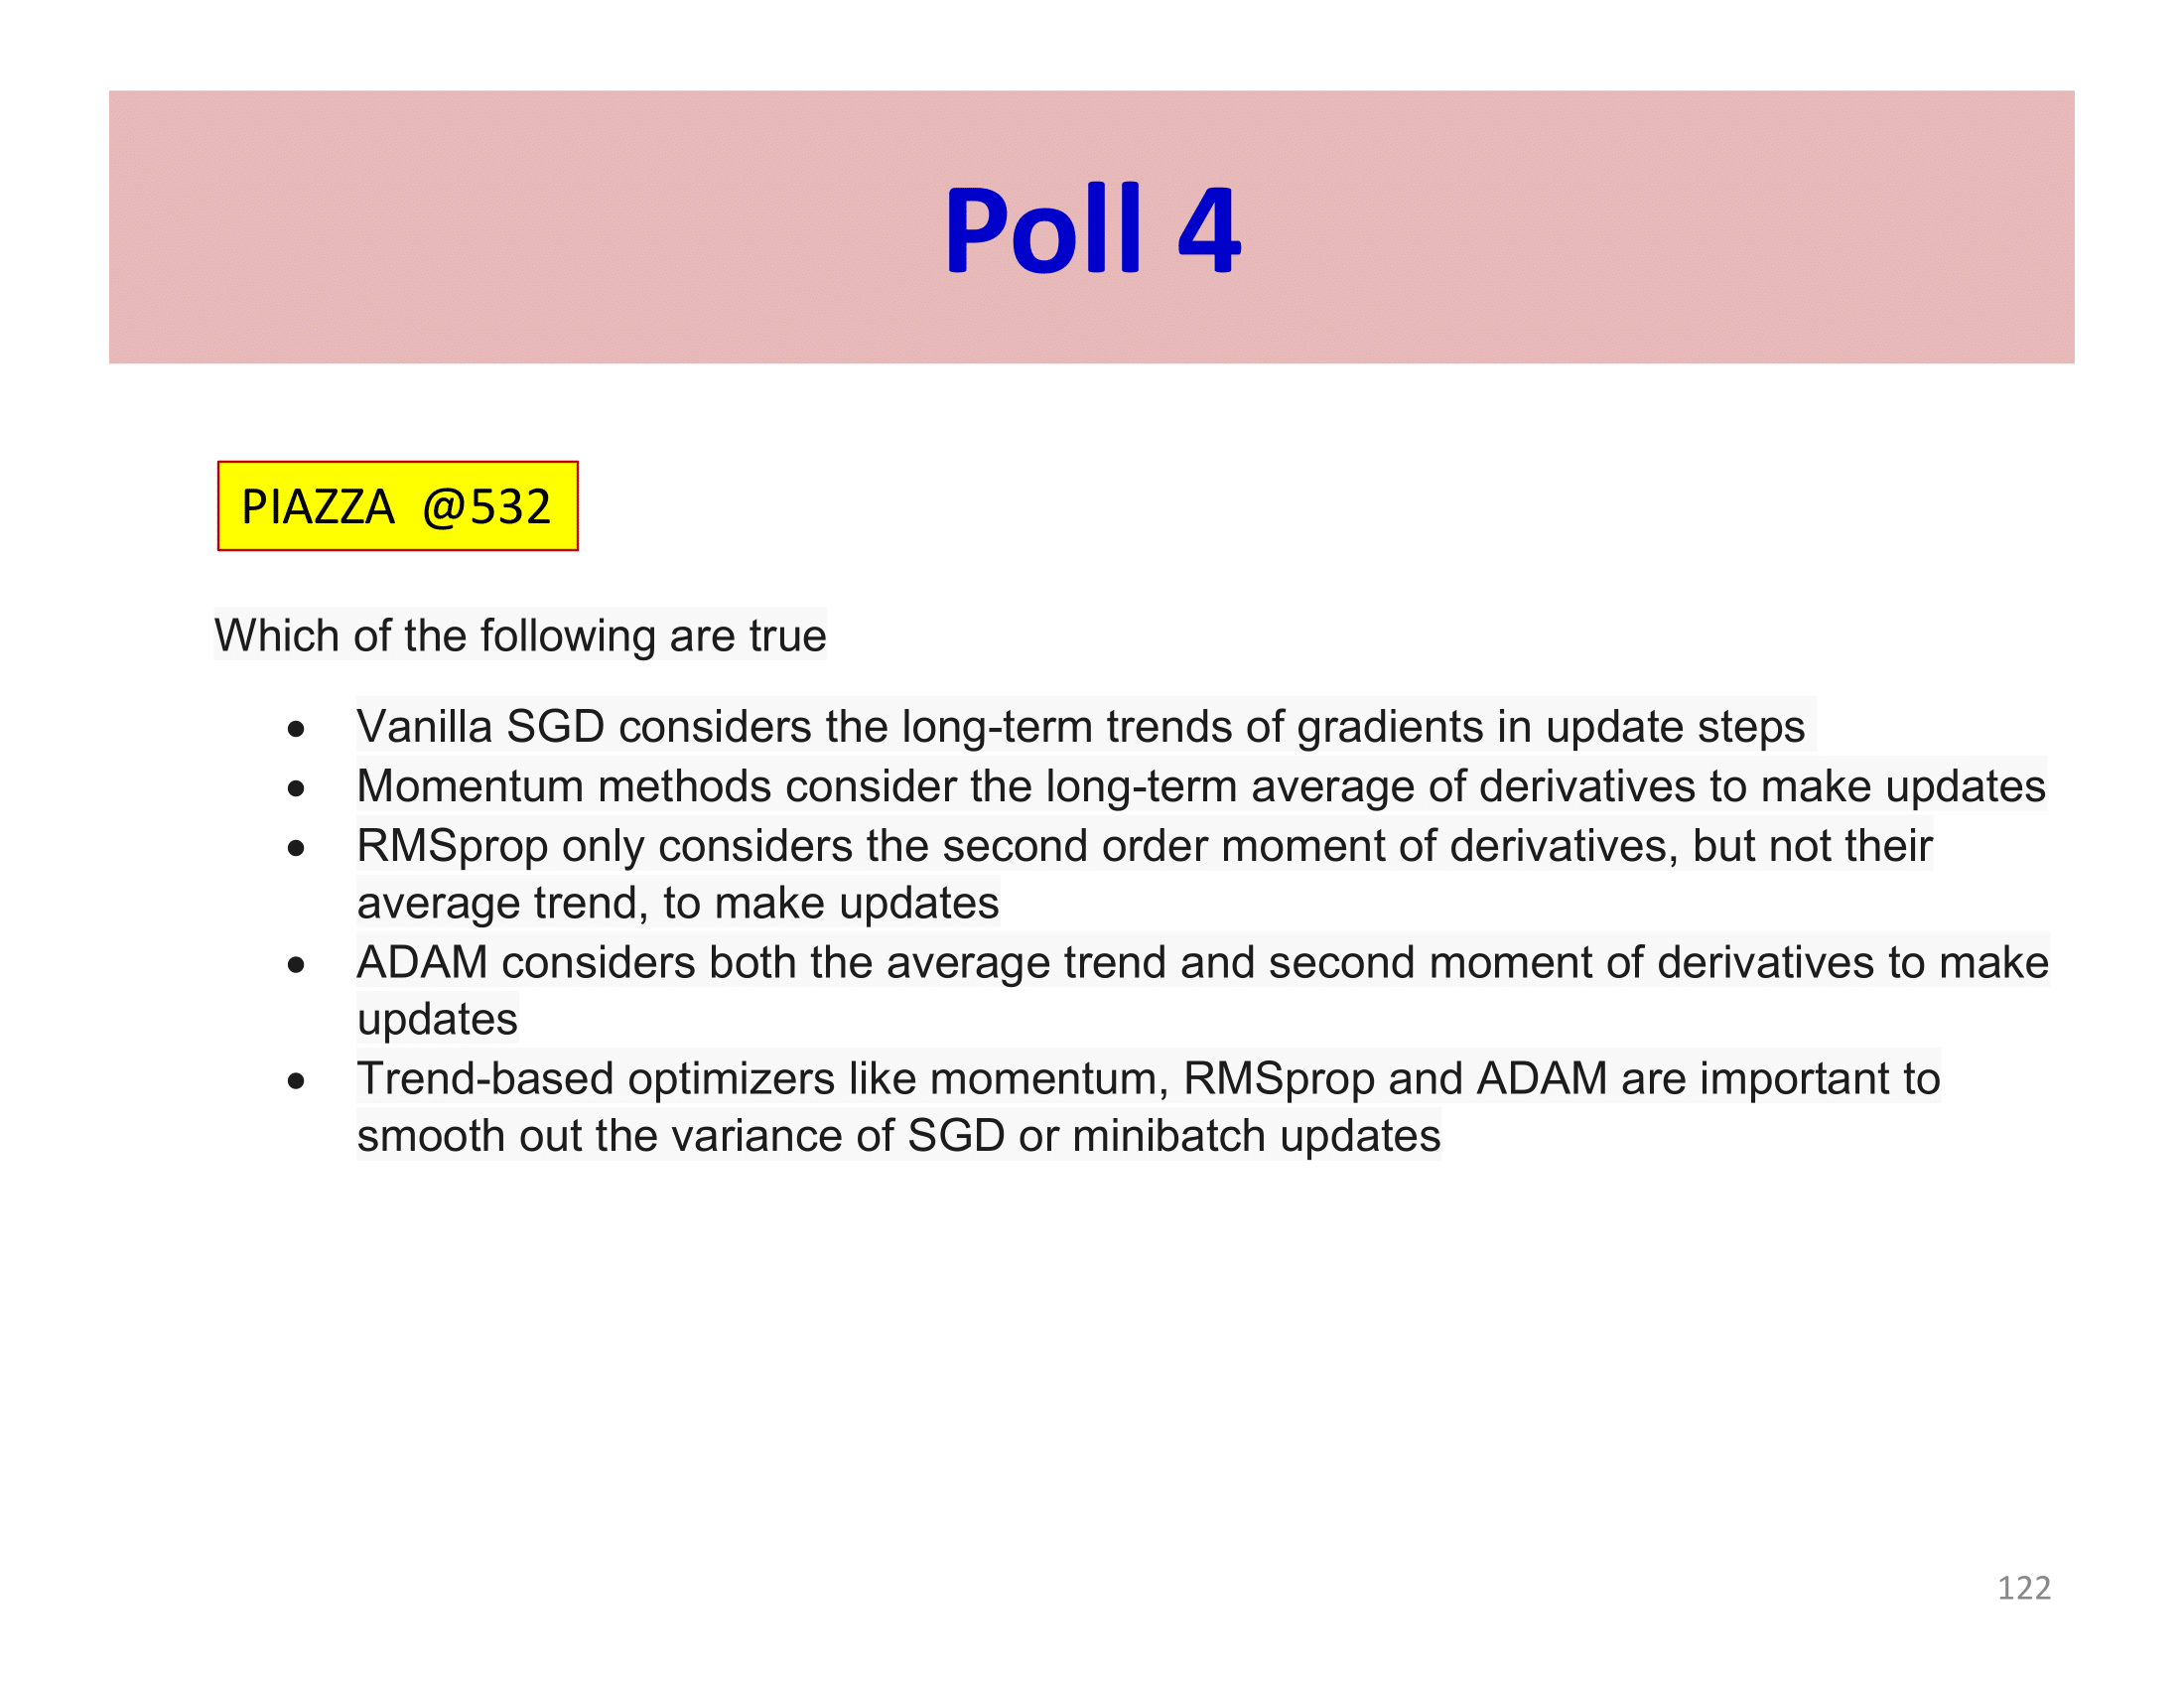 Poll 4
PIAZZA @532
Which of the following are true
● Vanilla SGD considers the long-term trends of gradients in update steps
● Momentum methods consider the long-term average of derivatives to make updates
● RMSprop only considers the second order moment of derivatives, but not their
average trend, to make updates
● ADAM considers both the average trend and second moment of derivatives to make
updates
● Trend-based optimizers like momentum, RMSprop and ADAM are important to
smooth out the variance of SGD or minibatch updates
122